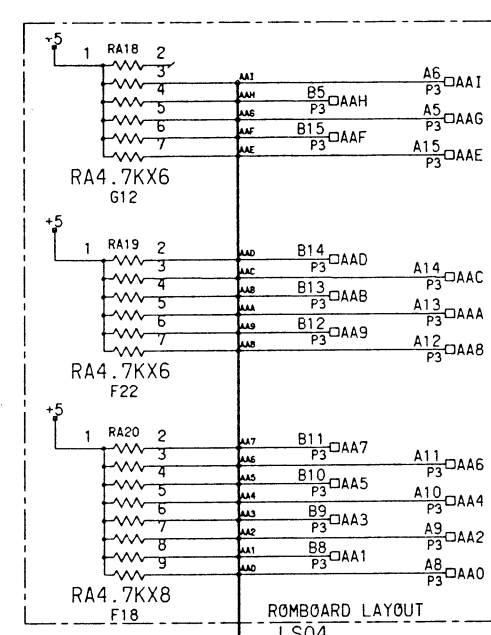 +5
1 RA18 2
3
AAI A6 AAI
P3
4
AAH B5 AAH
P3
5
AAG A5 AAG
P3
6
AAF B15 AAF
P3
7
AAE A15 AAE
P3
RA4.7KX6
G12
+5
1 RA19 2
AAD B14 AAD
P3
3
AAC A14 AAC
P3
4
AAB B13 AAB
P3
5
AAA A13 AAA
P3
6
AA9 B12 AA9
P3
7
AA8 A12 AA8
P3
RA4.7KX6
F22
+5
1 RA20 2
AA7 B11 AA7
P3
3
AA6 A11 AA6
P3
4
AA5 B10 AA5
P3
5
AA4 A10 AA4
P3
6
AA3 B9 AA3
P3
7
AA2 A9 AA2
P3
8
AA1 B8 AA1
P3
9
AA0 A8 AA0
P3
RA4.7KX8
F18
ROMBOARD LAYOUT
LS04